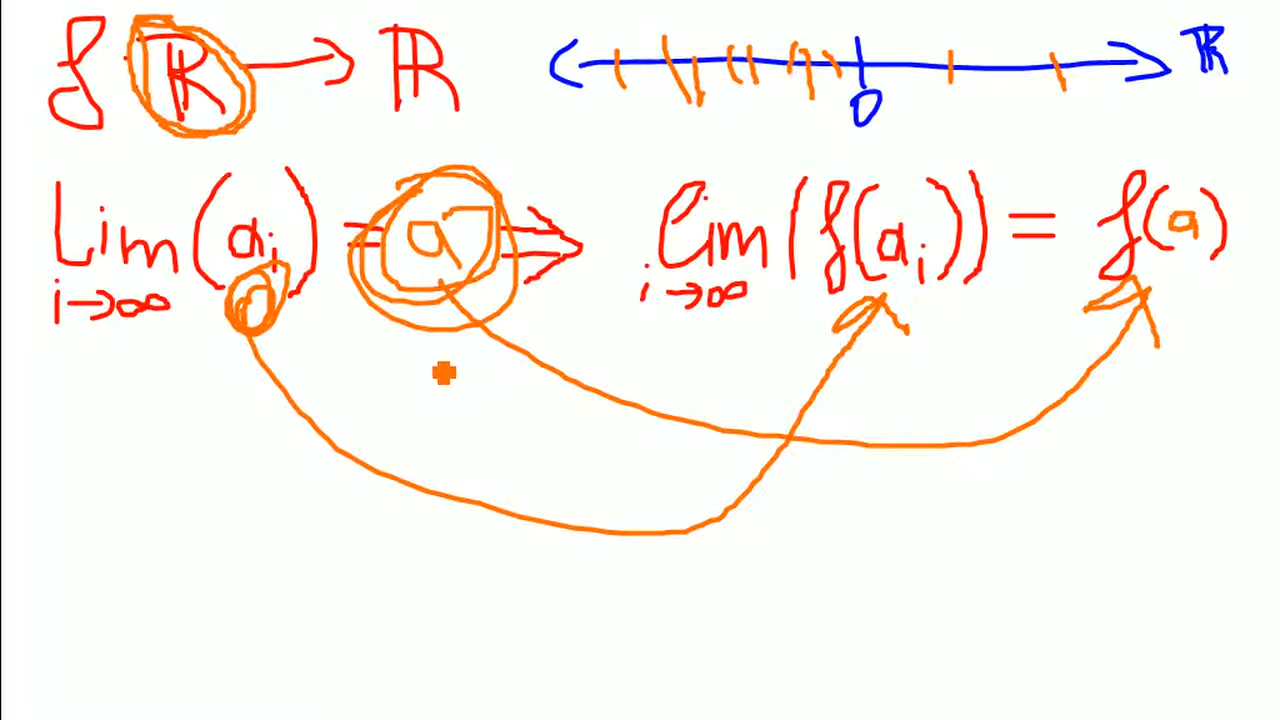 f ℝ → ℝ
ℝ
0
Lim (aᵢ) = a ⇒ lim (f(aᵢ)) = f(a)
i→∞ i→∞